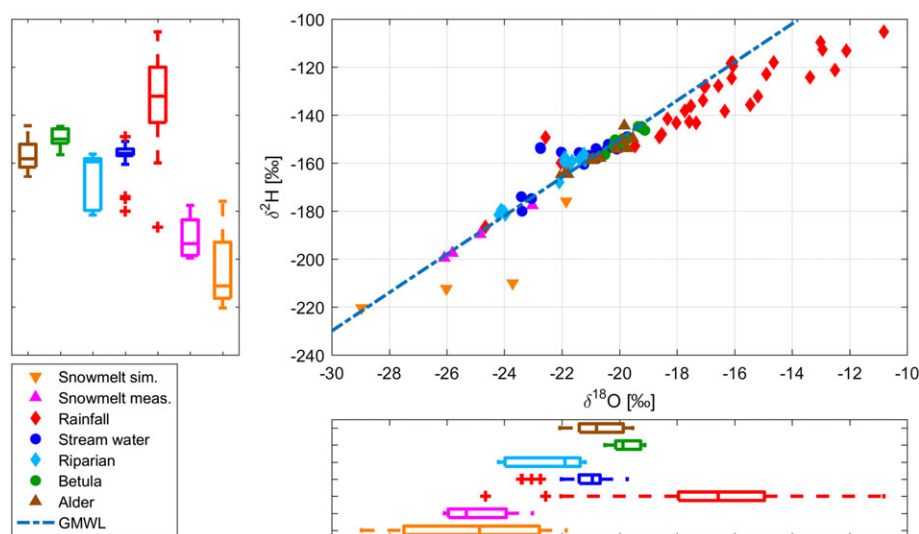 -100
-120
-140
-160
-180
-200
-220
-240
δ²H [‰]
-30 -28 -26 -24 -22 -20 -18 -16 -14 -12 -10
δ¹⁸O [‰]
Snowmelt sim.
Snowmelt meas.
Rainfall
Stream water
Riparian
Betula
Alder
GMWL